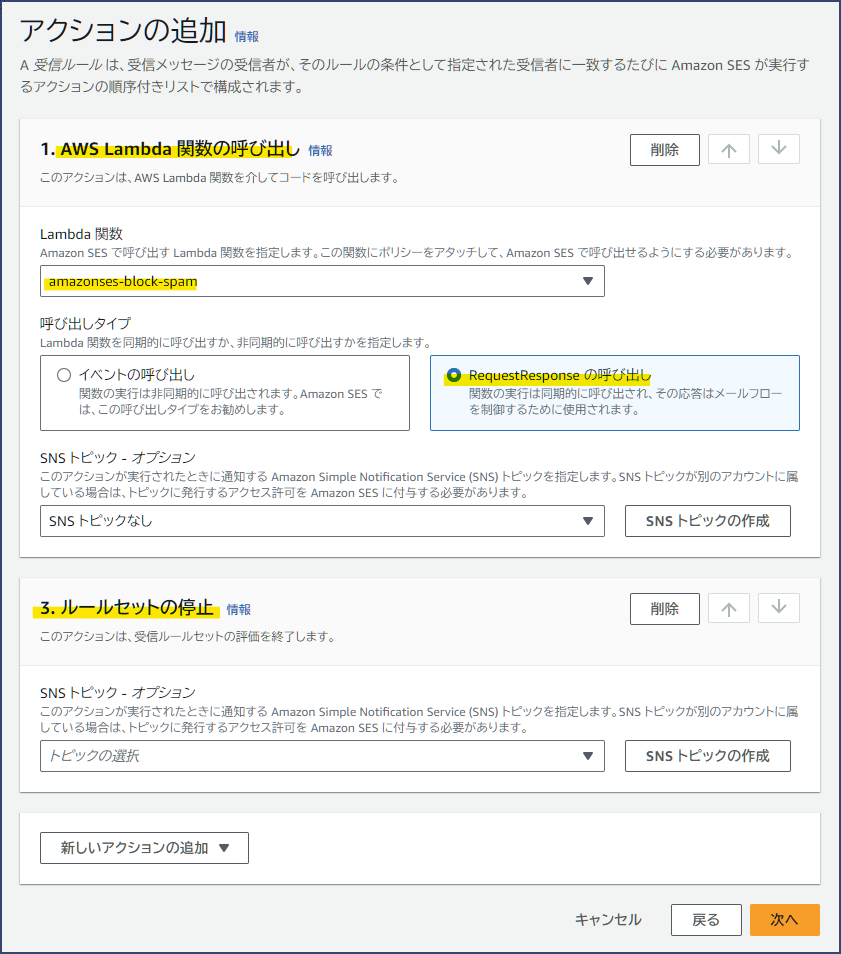 アクションの追加 情報
A 受信ルール は、受信メッセージの受信者が、そのルールの条件として指定された受信者に一致するたびに Amazon SES が実行す
るアクションの順序付きリストで構成されます。
1. AWS Lambda 関数の呼び出し 情報
削除
このアクションは、AWS Lambda 関数を介してコードを呼び出します。
Lambda 関数
Amazon SES で呼び出す Lambda 関数を指定します。この関数にポリシーをアタッチして、Amazon SES で呼び出せるようにする必要があります。
amazonses-block-spam
呼び出しタイプ
Lambda 関数を同期的に呼び出すか、非同期的に呼び出すかを指定します。
イベントの呼び出し
関数の実行は非同期的に呼び出されます。Amazon SES で
は、この呼び出しタイプをお勧めします。
RequestResponse の呼び出し
関数の実行は同期的に呼び出され、その応答はメールフロー
を制御するために使用されます。
SNS トピック - オプション
このアクションが実行されたときに通知する Amazon Simple Notification Service (SNS) トピックを指定します。SNS トピックが別のアカウントに属
している場合は、トピックに発行するアクセス許可を Amazon SES に付与する必要があります。
SNS トピックなし
SNS トピックの作成
3. ルールセットの停止 情報
削除
このアクションは、受信ルールセットの評価を終了します。
SNS トピック - オプション
このアクションが実行されたときに通知する Amazon Simple Notification Service (SNS) トピックを指定します。SNS トピックが別のアカウントに属
している場合は、トピックに発行するアクセス許可を Amazon SES に付与する必要があります。
トピックの選択
SNS トピックの作成
新しいアクションの追加
キャンセル
戻る
次へ